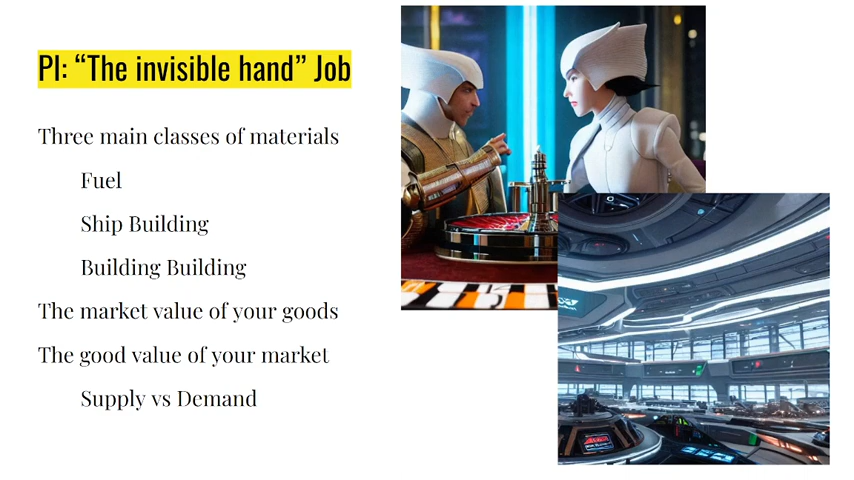 PI: “The invisible hand” Job
Three main classes of materials
Fuel
Ship Building
Building Building
The market value of your goods
The good value of your market
Supply vs Demand